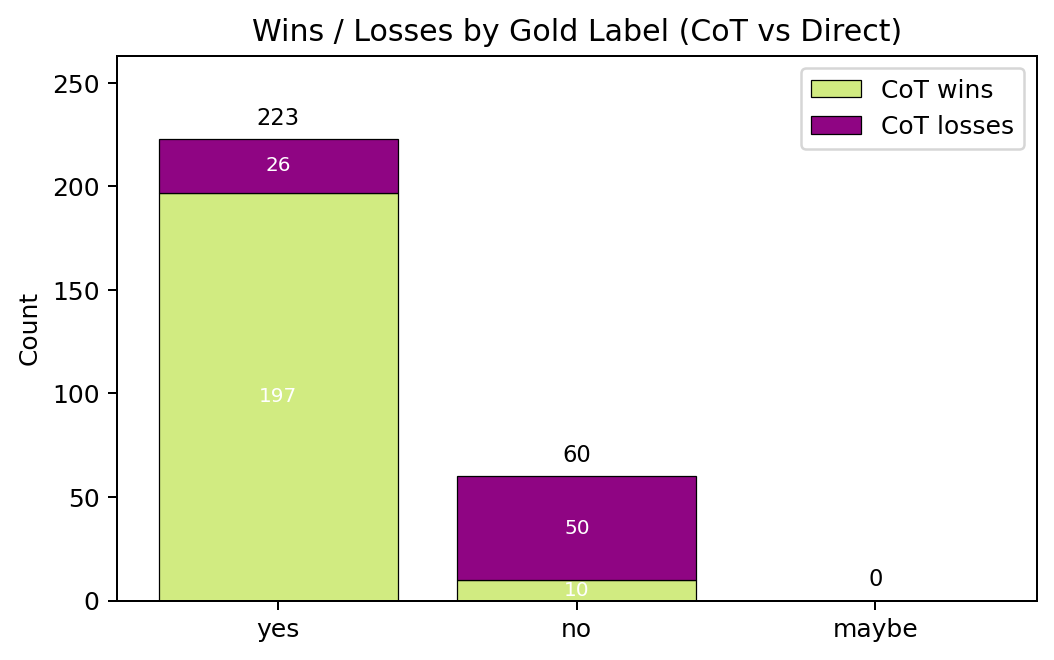 Wins / Losses by Gold Label (CoT vs Direct)
Count
250
200
150
100
50
0
CoT wins
CoT losses
223
26
197
60
50
10
0
yes
no
maybe